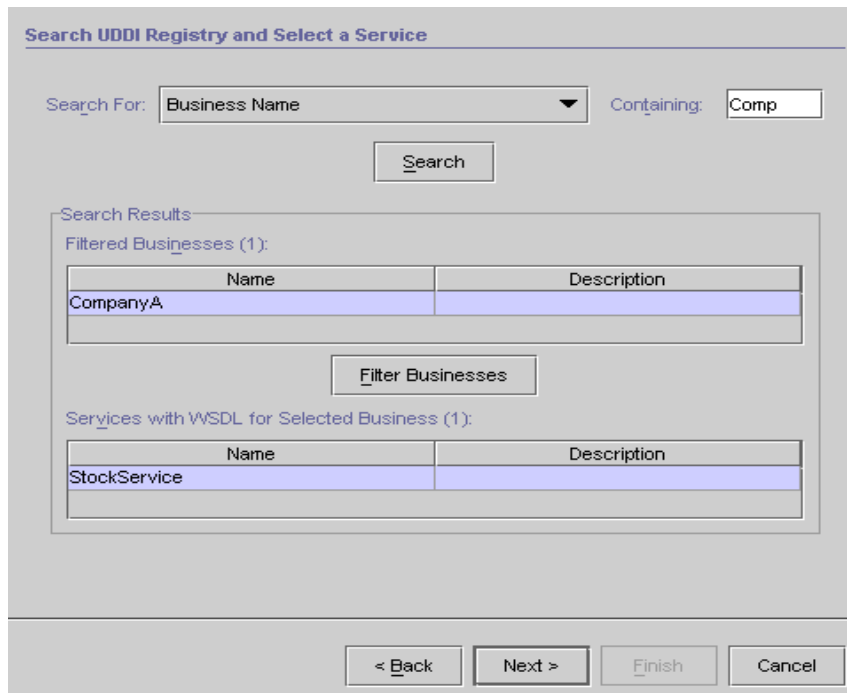 Search UDDI Registry and Select a Service
Search For: Business Name Containing: Comp
Search
Search Results
Filtered Businesses (1):
Name Description
CompanyA
Filter Businesses
Services with WSDL for Selected Business (1):
Name Description
StockService
< Back Next > Finish Cancel